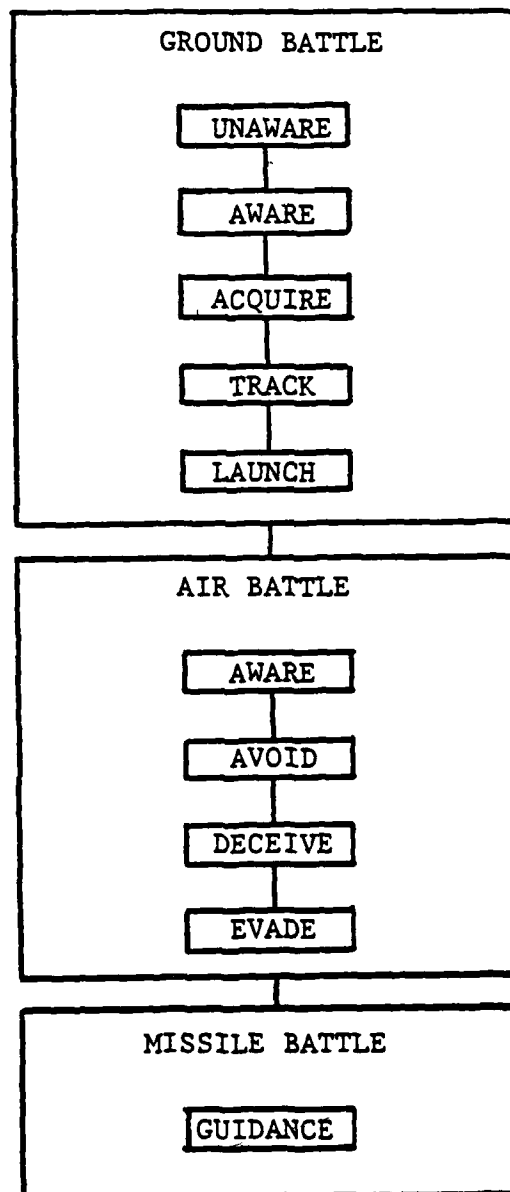 GROUND BATTLE
UNAWARE
AWARE
ACQUIRE
TRACK
LAUNCH
AIR BATTLE
AWARE
AVOID
DECEIVE
EVADE
MISSILE BATTLE
GUIDANCE